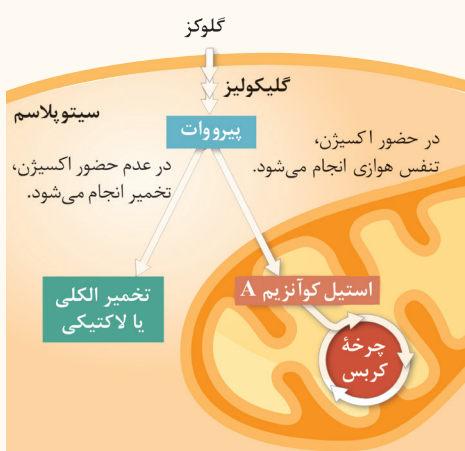 گلوکز
گلیکولیز
سیتوپلاسم
پیرووات
در حضور اکسیژن،
تنفس هوازی انجام می‌شود.
در عدم حضور اکسیژن،
تخمیر انجام می‌شود.
استیل کوآنزیم A
تخمیر الکلی
یا لاکتیکی
چرخهٔ
کربس